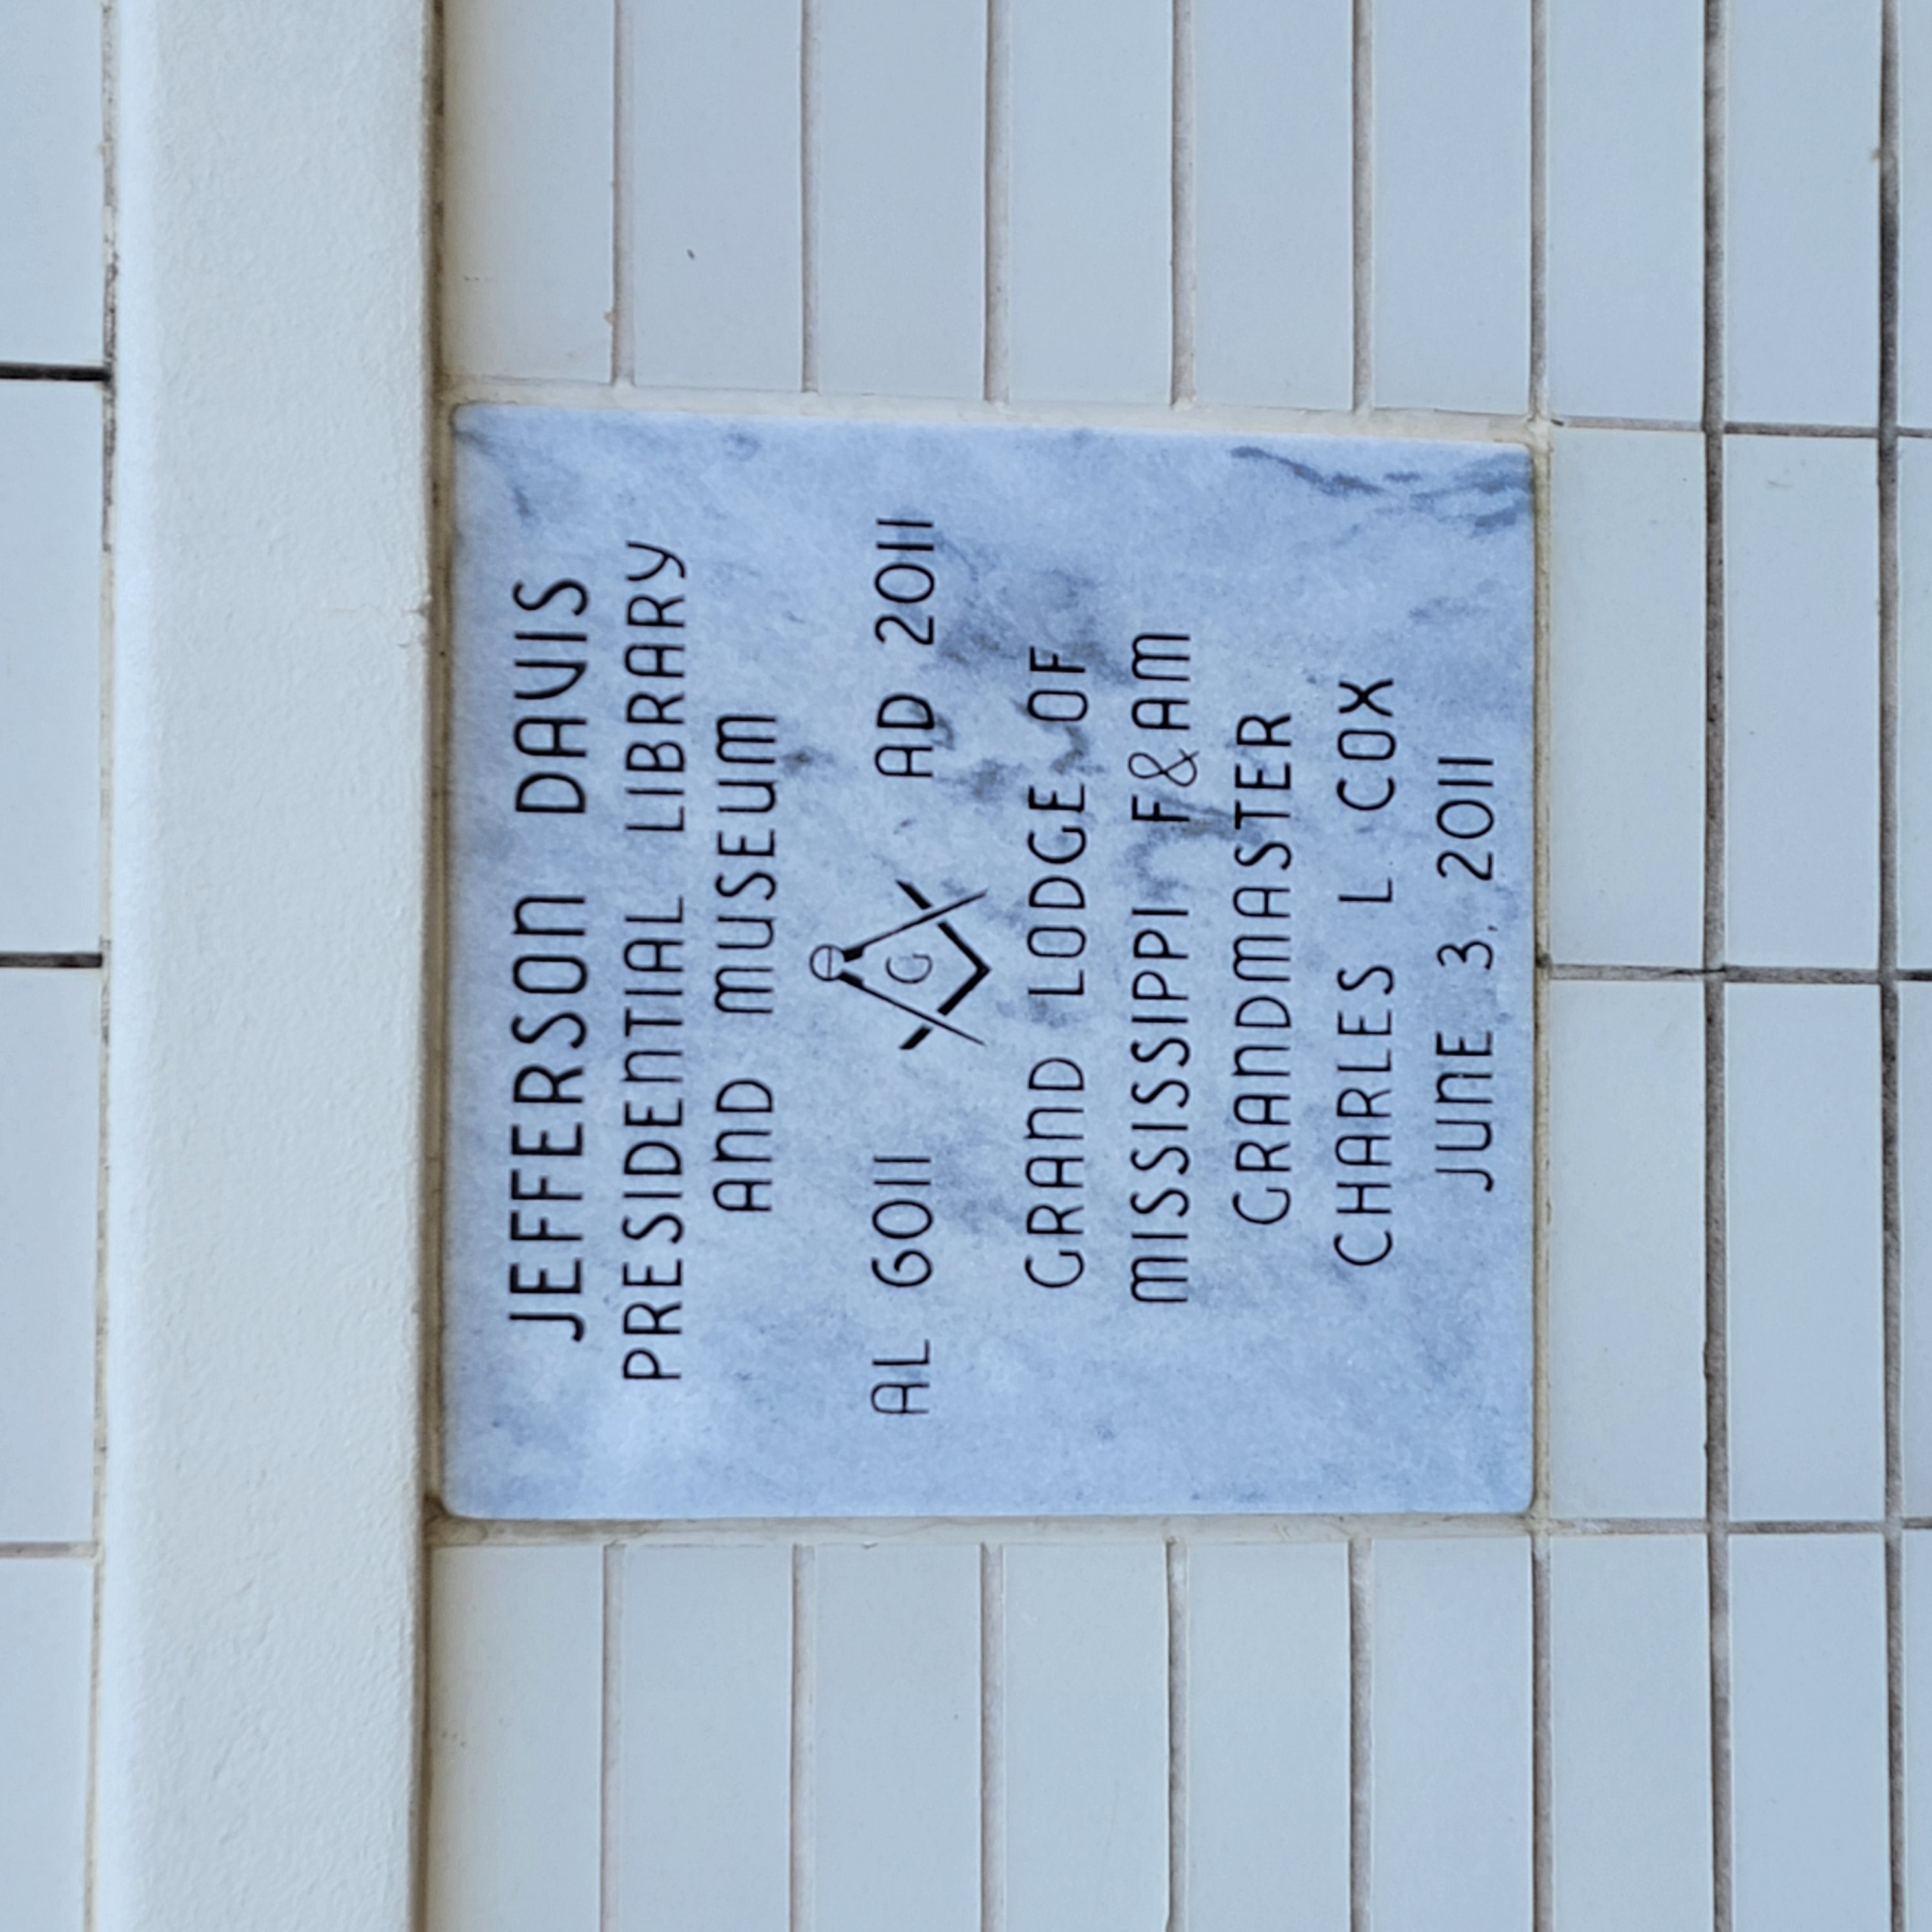 JEFFERSON DAVIS
PRESIDENTIAL LIBRARY
AND MUSEUM
AL 6011 G AD 2011
GRAND LODGE OF
MISSISSIPPI F&AM
GRANDMASTER
CHARLES L COX
JUNE 3, 2011